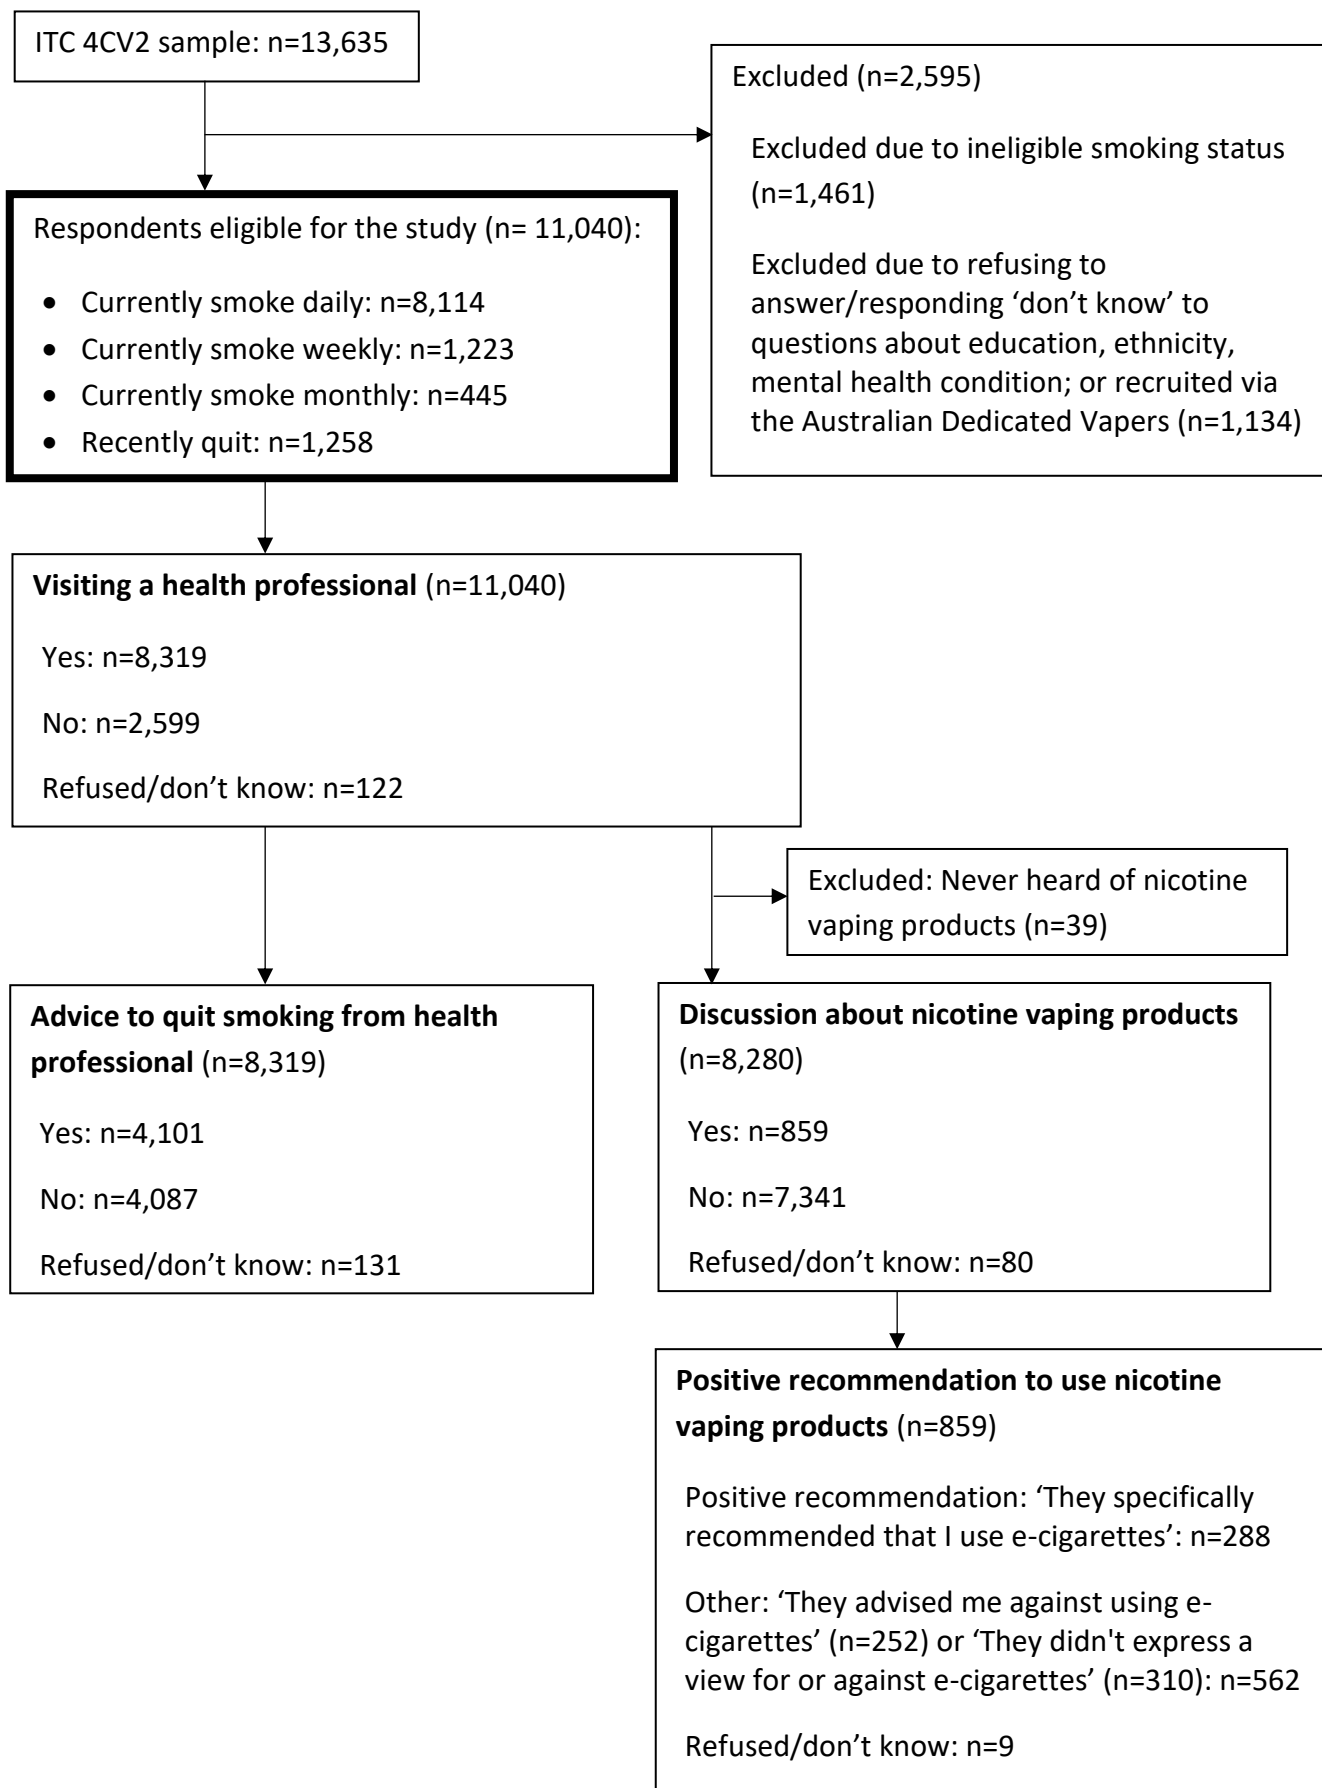 ITC 4CV2 sample: n=13,635
Excluded (n=2,595)
Excluded due to ineligible smoking status
(n=1,461)
Excluded due to refusing to
answer/responding ‘don’t know’ to
questions about education, ethnicity,
mental health condition; or recruited via
the Australian Dedicated Vapers (n=1,134)
Respondents eligible for the study (n= 11,040):
• Currently smoke daily: n=8,114
• Currently smoke weekly: n=1,223
• Currently smoke monthly: n=445
• Recently quit: n=1,258
Visiting a health professional (n=11,040)
Yes: n=8,319
No: n=2,599
Refused/don’t know: n=122
Excluded: Never heard of nicotine
vaping products (n=39)
Advice to quit smoking from health
professional (n=8,319)
Yes: n=4,101
No: n=4,087
Refused/don’t know: n=131
Discussion about nicotine vaping products
(n=8,280)
Yes: n=859
No: n=7,341
Refused/don’t know: n=80
Positive recommendation to use nicotine
vaping products (n=859)
Positive recommendation: ‘They specifically
recommended that I use e-cigarettes’: n=288
Other: ‘They advised me against using e-
cigarettes’ (n=252) or ‘They didn't express a
view for or against e-cigarettes’ (n=310): n=562
Refused/don’t know: n=9